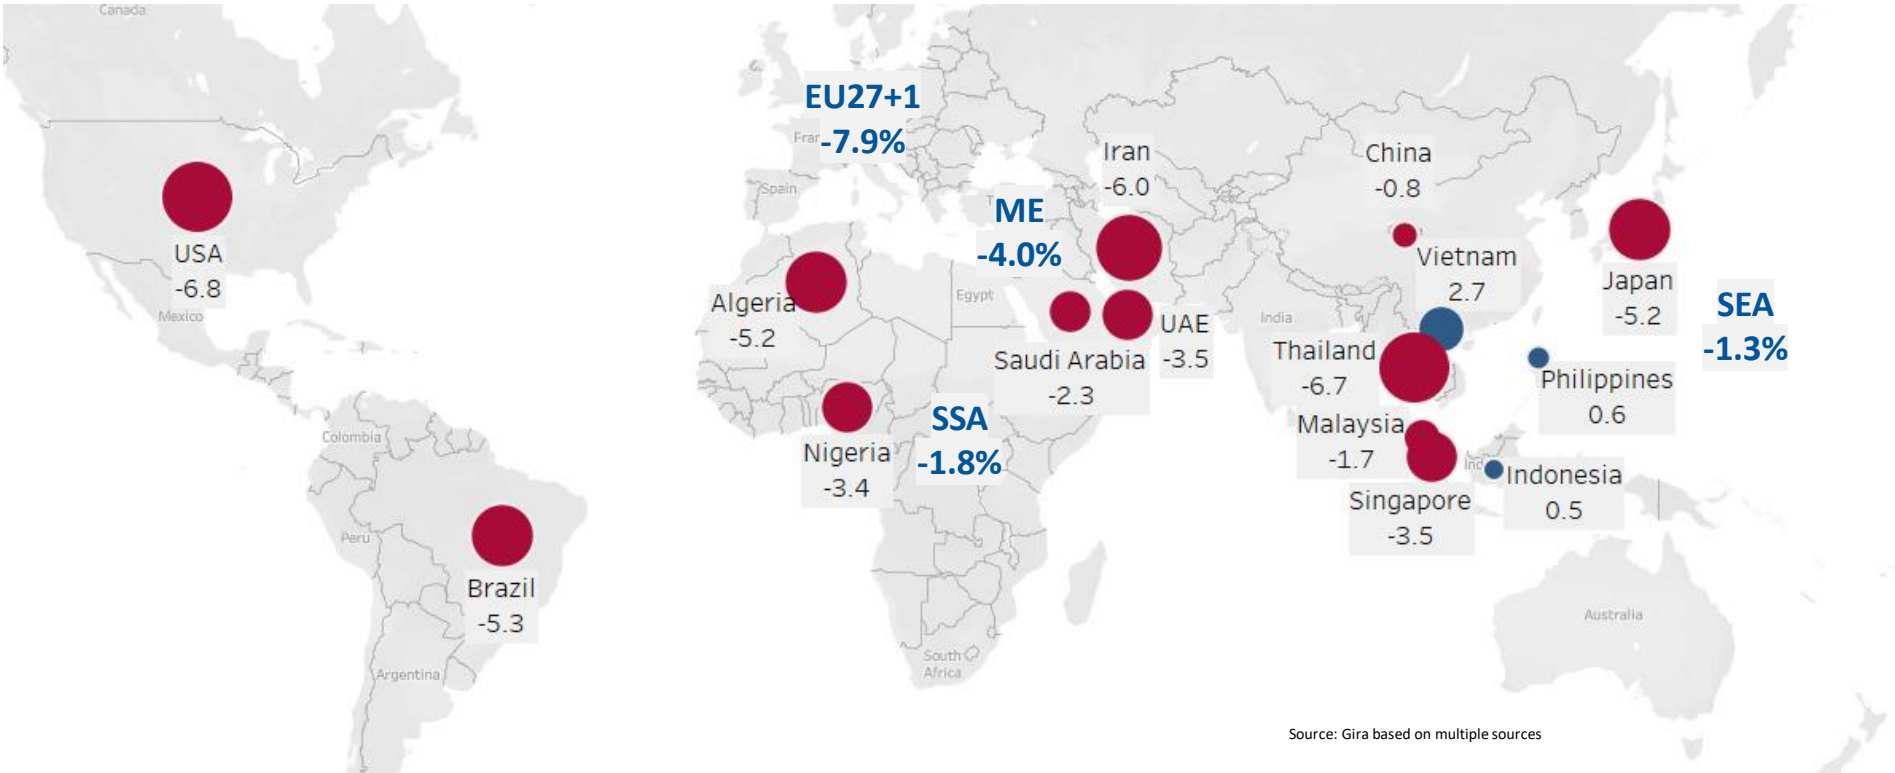 Canada
EU27+1
-7.9%
Fran
Spain
Iran
-6.0
China
-0.8
ME
-4.0%
T
USA
-6.8
Mexico
Algeria
-5.2
Egypt
Saudi Arabia
-2.3
UAE
-3.5
India
Vietnam
2.7
Japan
-5.2
SEA
-1.3%
Thailand
-6.7
Philippines
0.6
Malaysia
-1.7
Singapore
-3.5
Ind
Indonesia
0.5
Nigeria
-3.4
SSA
-1.8%
Colombia
Peru
Brazil
-5.3
Argentina
South
Africa
Australia
Source: Gira based on multiple sources